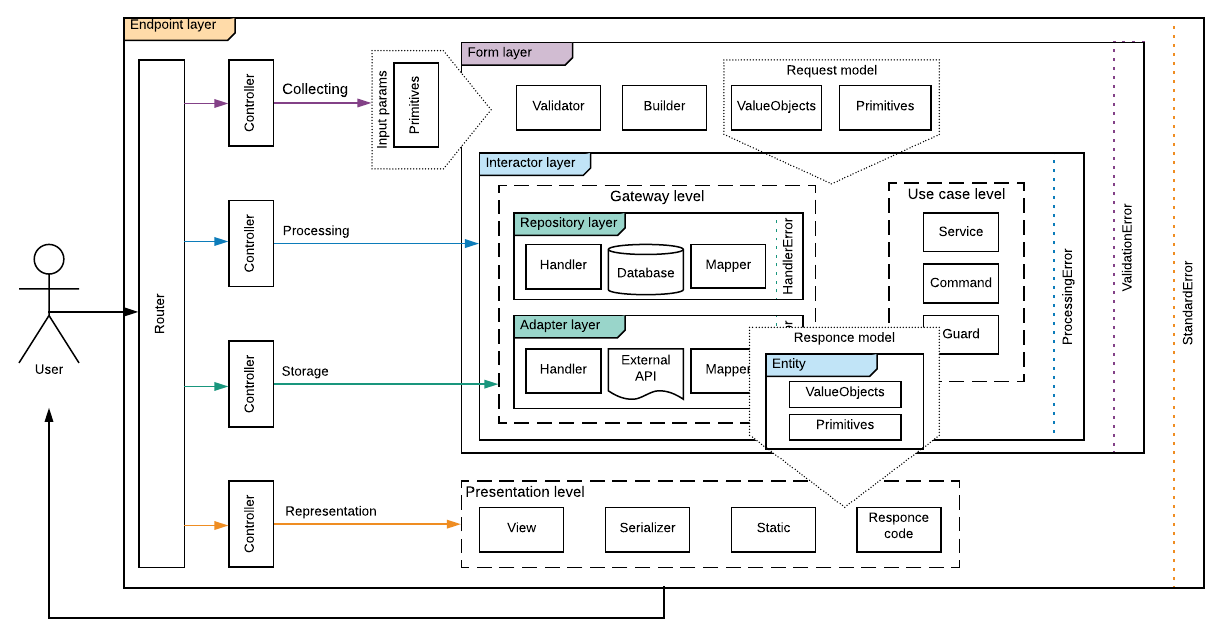 Endpoint layer
Router
Controller
Collecting
Input params
Primitives
Form layer
Validator
Builder
Request model
ValueObjects
Primitives
Interactor layer
Gateway level
Use case level
Repository layer
Handler
Database
Mapper
HandlerError
Service
Command
Guard
Controller
Processing
Adapter layer
Handler
External
API
Mapper
Responce model
Entity
ValueObjects
Primitives
ProcessingError
ValidationError
StandardError
User
Controller
Storage
Controller
Representation
Presentation level
View
Serializer
Static
Responce
code